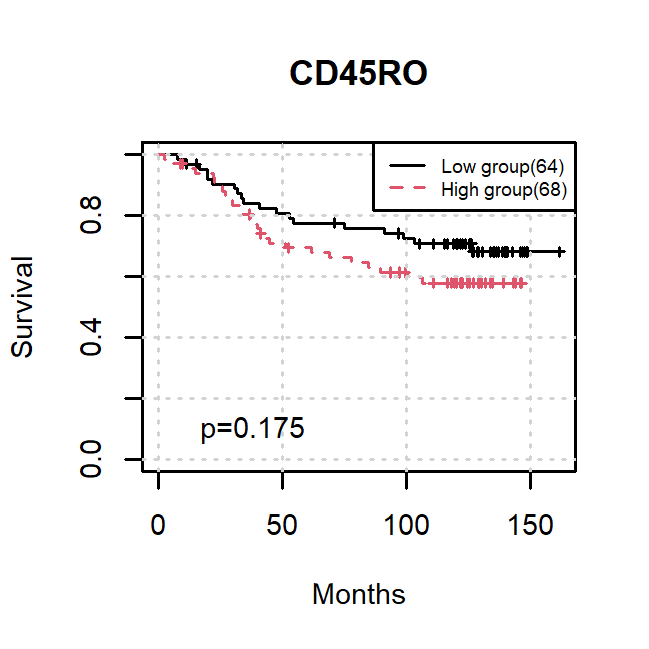 CD45RO
Low group(64)
High group(68)
Survival
0.8
0.4
0.0
p=0.175
0 50 100 150
Months